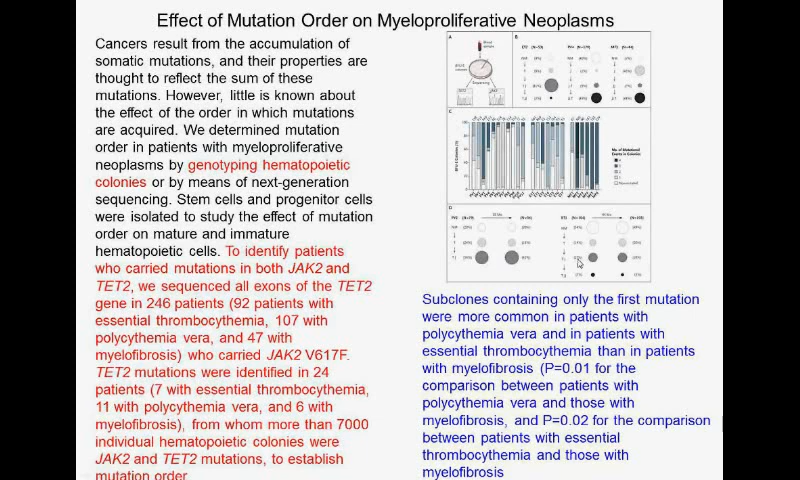 Effect of Mutation Order on Myeloproliferative Neoplasms
Cancers result from the accumulation of
somatic mutations, and their properties are
thought to reflect the sum of these
mutations. However, little is known about
the effect of the order in which mutations
are acquired. We determined mutation
order in patients with myeloproliferative
neoplasms by genotyping hematopoietic
colonies or by means of next-generation
sequencing. Stem cells and progenitor cells
were isolated to study the effect of mutation
order on mature and immature
hematopoietic cells. To identify patients
who carried mutations in both JAK2 and
TET2, we sequenced all exons of the TET2
gene in 246 patients (92 patients with
essential thrombocythemia, 107 with
polycythemia vera, and 47 with
myelofibrosis) who carried JAK2 V617F.
TET2 mutations were identified in 24
patients (7 with essential thrombocythemia,
11 with polycythemia vera, and 6 with
myelofibrosis), from whom more than 7000
individual hematopoietic colonies were
JAK2 and TET2 mutations, to establish
mutation order
A
B
C
D
Subclones containing only the first mutation
were more common in patients with
polycythemia vera and in patients with
essential thrombocythemia than in patients
with myelofibrosis (P=0.01 for the
comparison between patients with
polycythemia vera and those with
myelofibrosis, and P=0.02 for the comparison
between patients with essential
thrombocythemia and those with
myelofibrosis